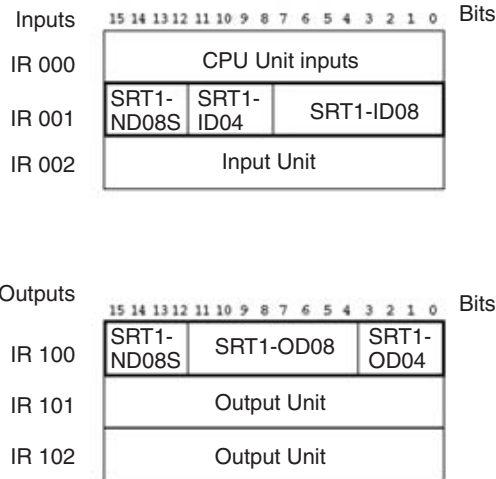 Inputs 15 14 13 12 11 10 9 8 7 6 5 4 3 2 1 0 Bits
IR 000 CPU Unit inputs
IR 001 SRT1-ND08S SRT1-ID04 SRT1-ID08
IR 002 Input Unit
Outputs 15 14 13 12 11 10 9 8 7 6 5 4 3 2 1 0 Bits
IR 100 SRT1-ND08S SRT1-OD08 SRT1-OD04
IR 101 Output Unit
IR 102 Output Unit